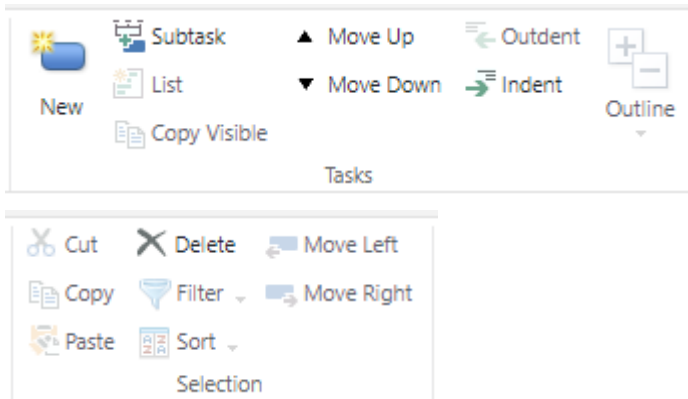 Subtask Move Up Outdent
New List Move Down Indent Outline
Copy Visible
Tasks
Cut Delete Move Left
Copy Filter Move Right
Paste Sort
Selection